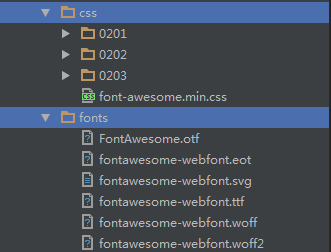 css
0201
0202
0203
font-awesome.min.css
fonts
FontAwesome.otf
fontawesome-webfont.eot
fontawesome-webfont.svg
fontawesome-webfont.ttf
fontawesome-webfont.woff
fontawesome-webfont.woff2